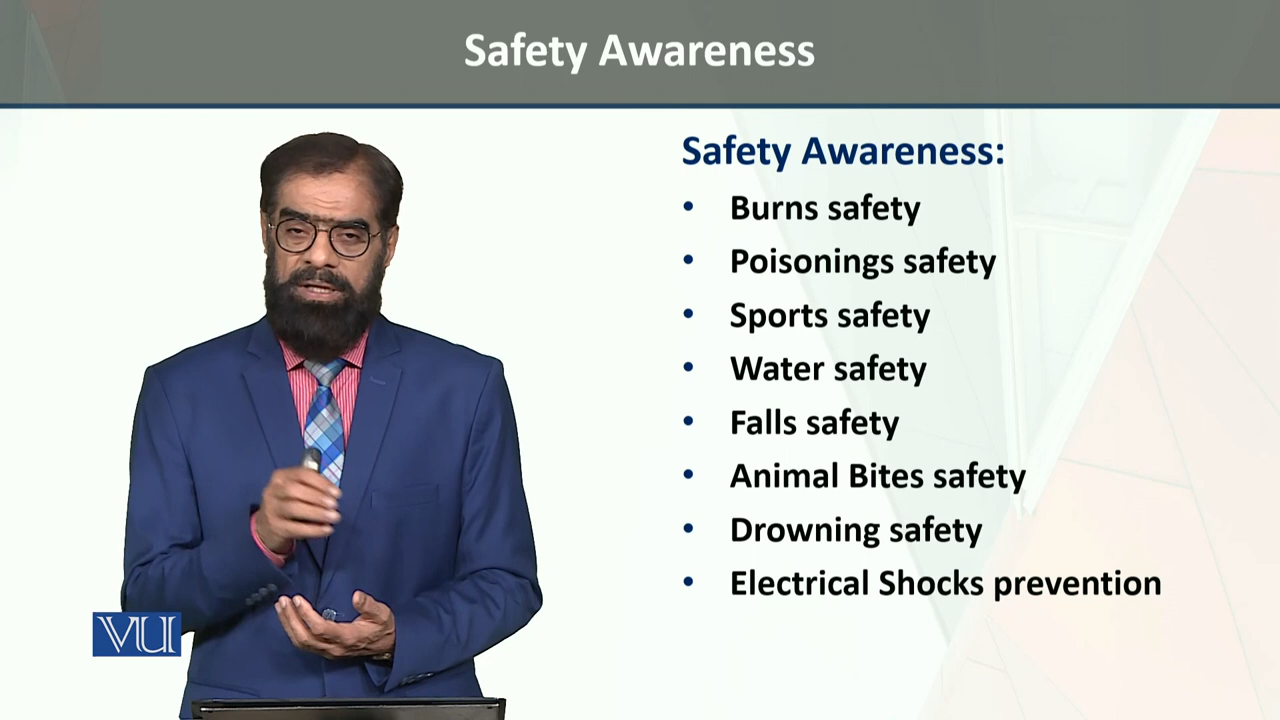 Safety Awareness
Safety Awareness:
• Burns safety
• Poisonings safety
• Sports safety
• Water safety
• Falls safety
• Animal Bites safety
• Drowning safety
• Electrical Shocks prevention
VU